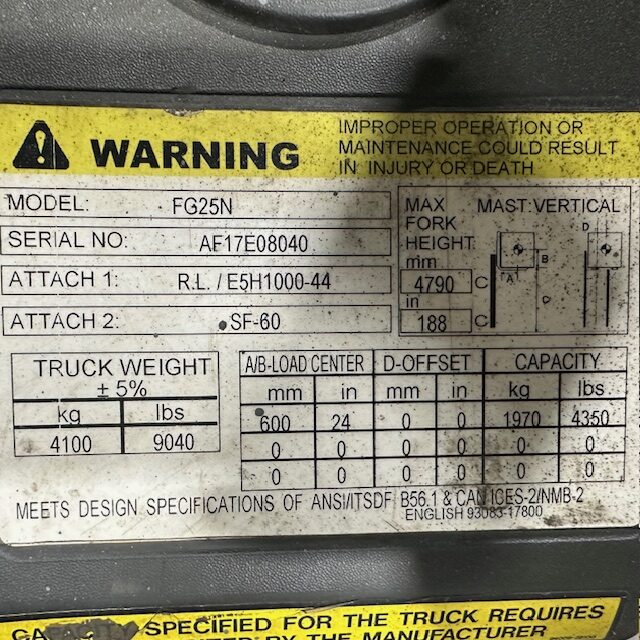 WARNING
IMPROPER OPERATION OR
MAINTENANCE COULD RESULT
IN INJURY OR DEATH
MODEL: FG25N
SERIAL NO: AF17E08040
ATTACH 1: R.L. / E5H1000-44
ATTACH 2: SF-60
MAX FORK HEIGHT
MAST: VERTICAL
mm
4790 C
in
188 C
A
B
C
D
TRUCK WEIGHT
± 5%
kg lbs
4100 9040
A/B-LOAD CENTER D-OFFSET CAPACITY
mm in mm in kg lbs
600 24 0 0 1970 4350
0 0 0 0 0 0
0 0 0 0 0 0
MEETS DESIGN SPECIFICATIONS OF ANSI/ITSDF B56.1 & CAN ICES-2/NMB-2
ENGLISH 93083-17800
SPECIFIED FOR THE TRUCK REQUIRES
BY THE MANUFACTURER